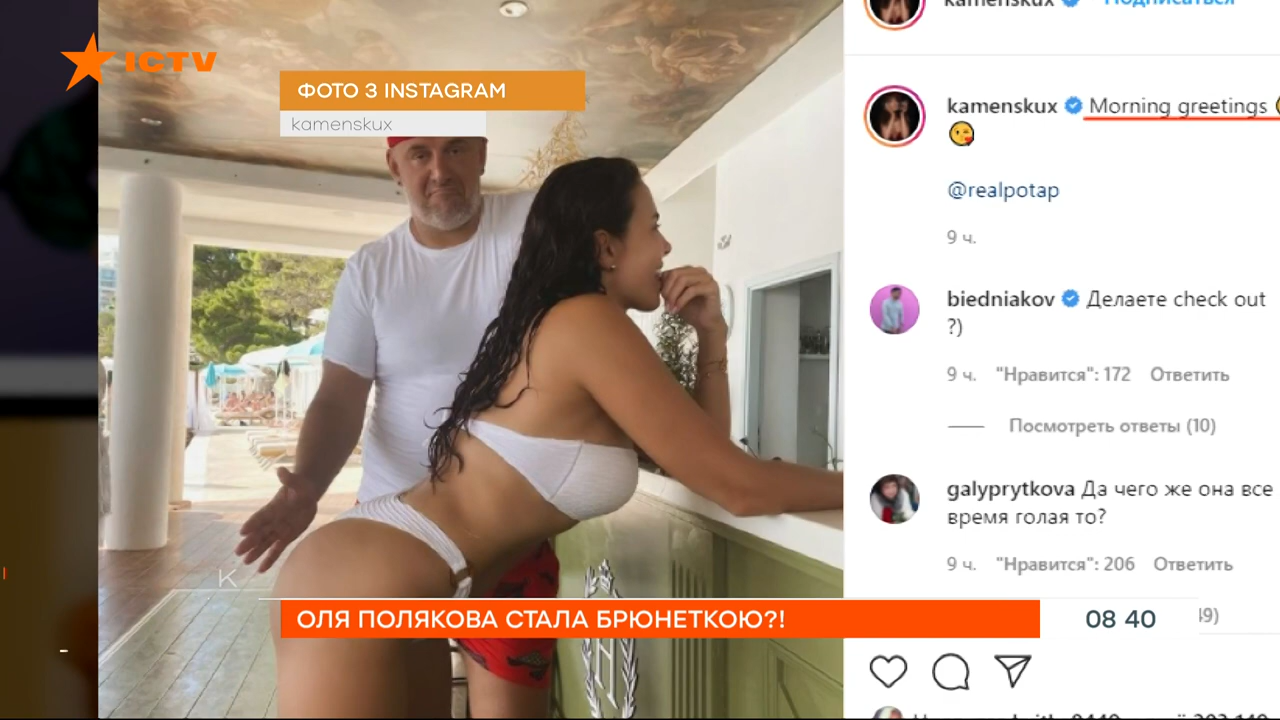 ICTV
ФОТО З INSTAGRAM
kamenskux
kamenskux Подписаться
kamenskux Morning greetings
@realpotap
9 ч.
biedniakov Делаете check out
?)
9 ч. "Нравится": 172 Ответить
Посмотреть ответы (10)
galyprytkova Да чего же она все
время голая то?
9 ч. "Нравится": 206 Ответить
K
ОЛЯ ПОЛЯКОВА СТАЛА БРЮНЕТКОЮ?!
08 40
49)